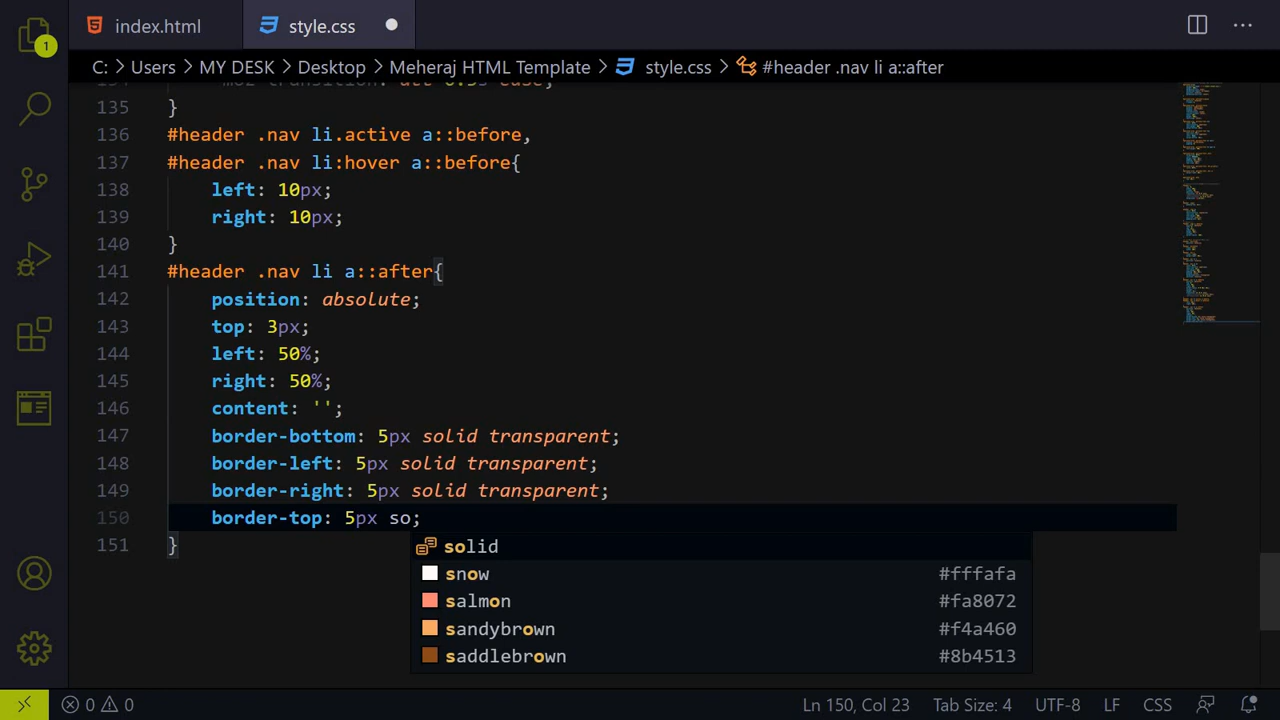 index.html
style.css
1
C: Users MY DESK Desktop Meheraj HTML Template style.css #header .nav li a::after
135 }
136 #header .nav li.active a::before,
137 #header .nav li:hover a::before{
138 left: 10px;
139 right: 10px;
140 }
141 #header .nav li a::after{
142 position: absolute;
143 top: 3px;
144 left: 50%;
145 right: 50%;
146 content: '';
147 border-bottom: 5px solid transparent;
148 border-left: 5px solid transparent;
149 border-right: 5px solid transparent;
150 border-top: 5px so;
151 }
solid
snow #fffafa
salmon #fa8072
sandybrown #f4a460
saddlebrown #8b4513
0 0 Ln 150, Col 23 Tab Size: 4 UTF-8 LF CSS